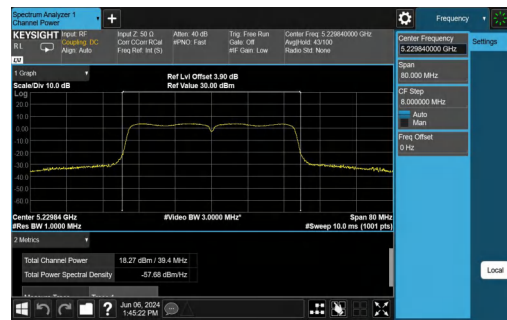 Spectrum Analyzer 1
Channel Power
+
Frequency
KEYSIGHT
R L
LV
Input: RF
Coupling: DC
Align: Auto
Input Z: 50 Ω
Corr CCorr RCal
Freq Ref: Int (S)
Atten: 40 dB
#PNO: Fast
Trig: Free Run
Gate: Off
#IF Gain: Low
Center Freq: 5.229840000 GHz
Avg|Hold: 43/100
Radio Std: None
Center Frequency
5.229840000 GHz
Settings
Span
80.000 MHz
CF Step
8.000000 MHz
Auto
Man
Freq Offset
0 Hz
Local
1 Graph
Scale/Div 10.0 dB
Ref Lvl Offset 3.90 dB
Ref Value 30.00 dBm
Log
20.0
10.0
0.00
-10.0
-20.0
-30.0
-40.0
-50.0
-60.0
Center 5.22984 GHz
#Res BW 1.0000 MHz
#Video BW 3.0000 MHz*
Span 80 MHz
#Sweep 10.0 ms (1001 pts)
2 Metrics
Total Channel Power 18.27 dBm / 39.4 MHz
Total Power Spectral Density -57.68 dBm/Hz
?
Jun 06, 2024
1:45:22 PM